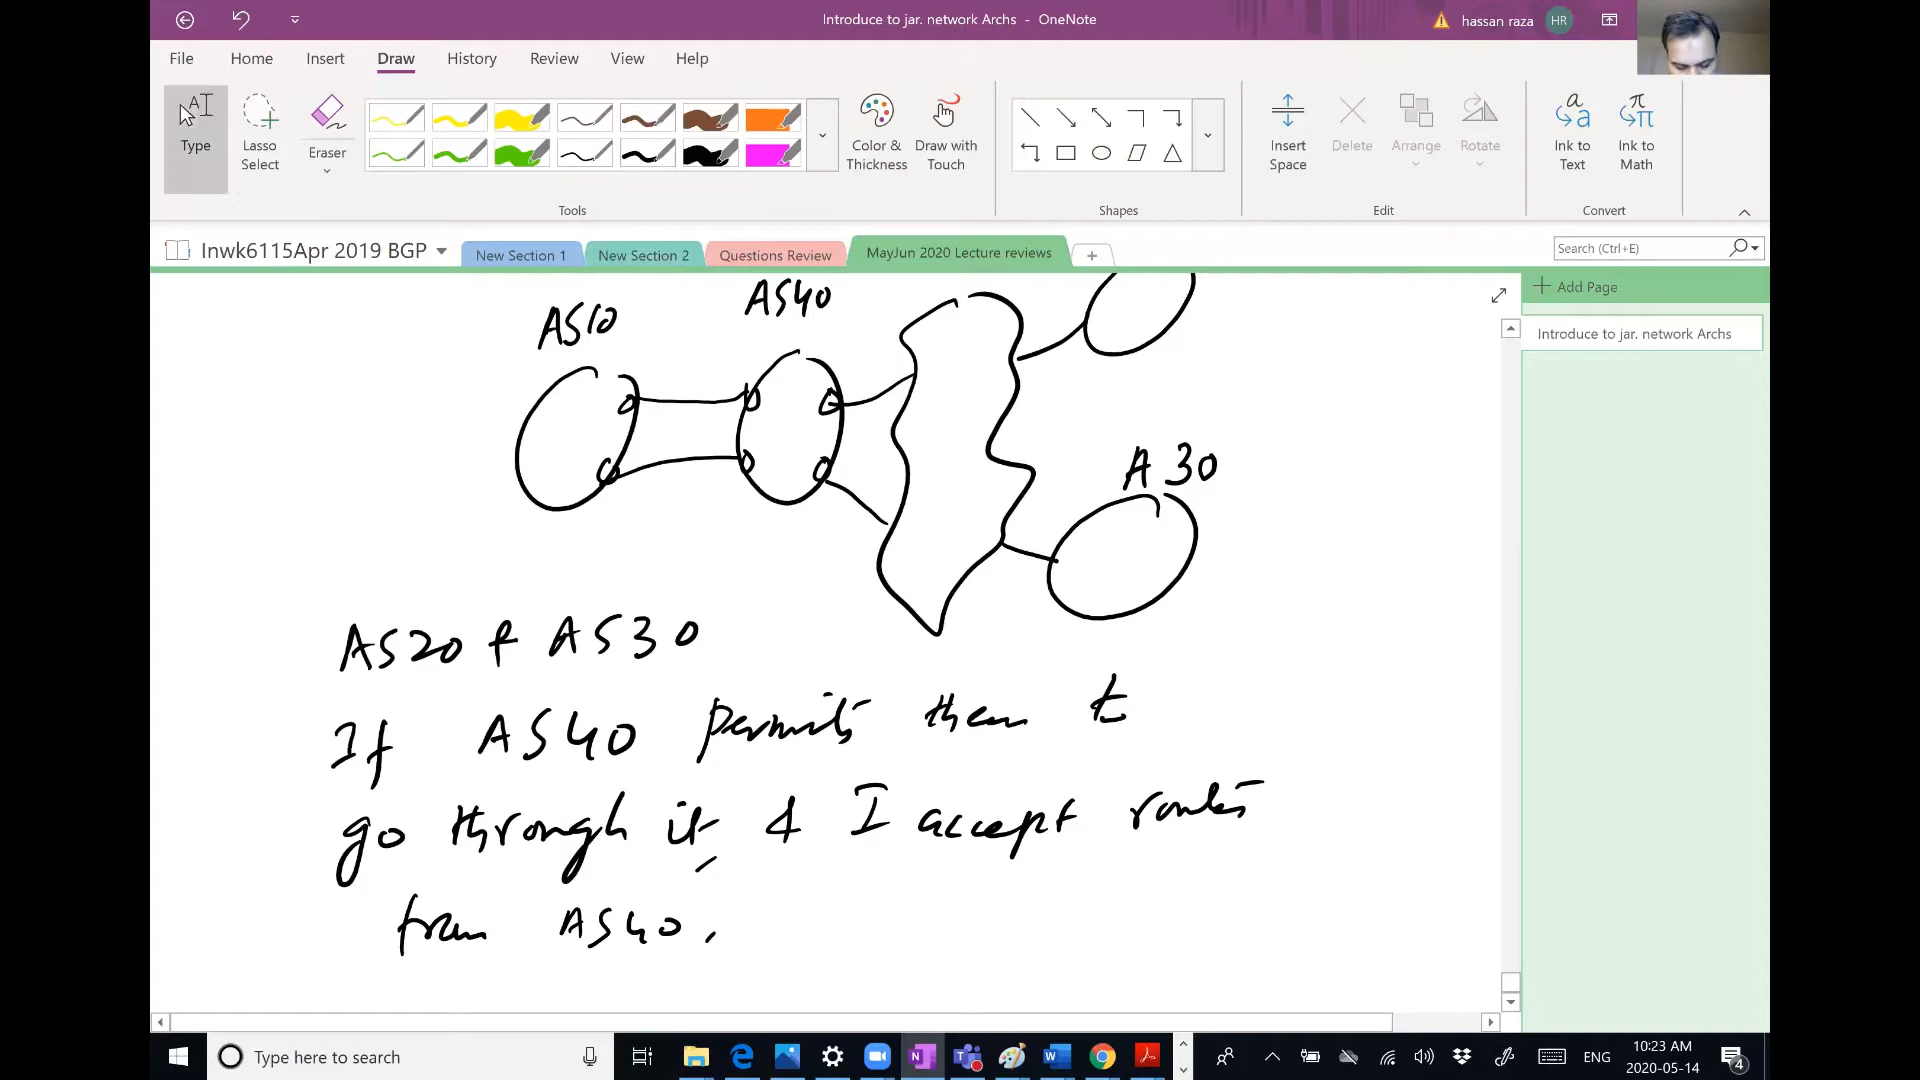 Introduce to jar. network Archs - OneNote
hassan raza
HR
File
Home
Insert
Draw
History
Review
View
Help
Type
Lasso
Select
Eraser
Color &
Thickness
Draw with
Touch
Insert
Space
Delete
Arrange
Rotate
Ink to
Text
Ink to
Math
Tools
Shapes
Edit
Convert
Inwk6115Apr 2019 BGP
New Section 1
New Section 2
Questions Review
MayJun 2020 Lecture reviews
Search (Ctrl+E)
Add Page
Introduce to jar. network Archs
AS10
AS40
A 30
AS20 & AS30
If AS40 permits them to
go through it & I accept routes
from AS40.
Type here to search
ENG
10:23 AM
2020-05-14
4